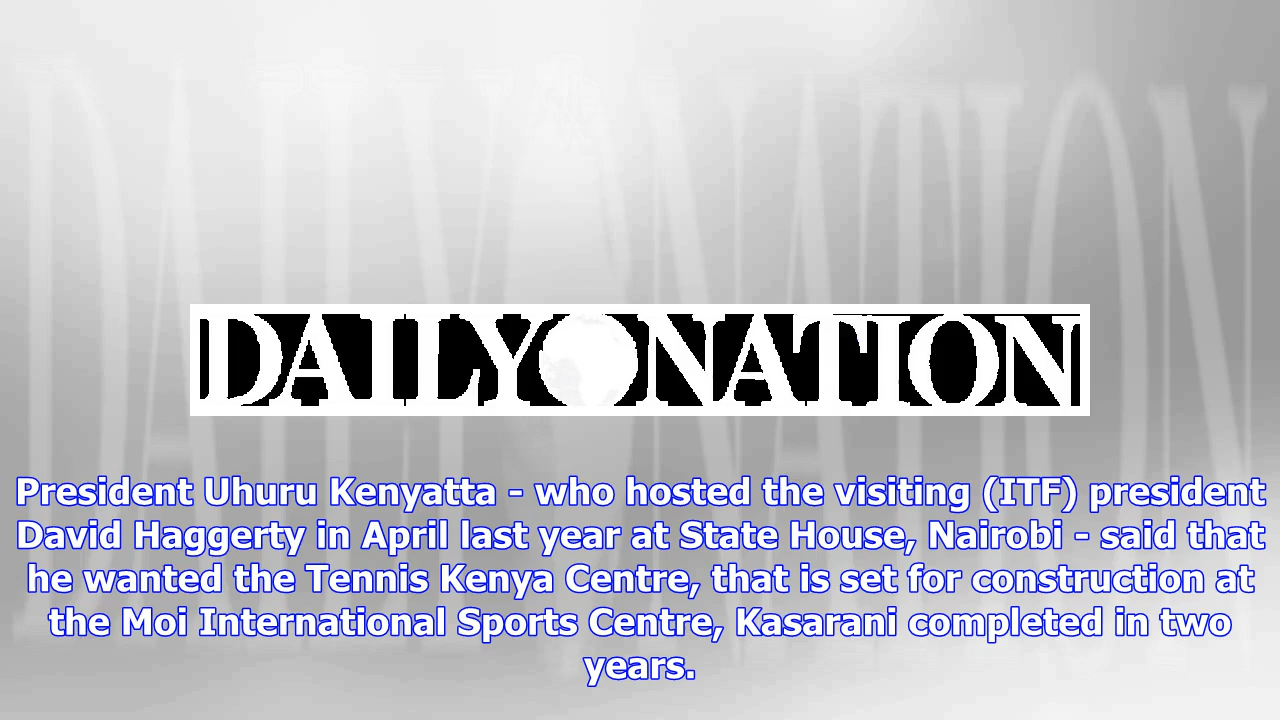 DAILY NATION
President Uhuru Kenyatta - who hosted the visiting (ITF) president
David Haggerty in April last year at State House, Nairobi - said that
he wanted the Tennis Kenya Centre, that is set for construction at
the Moi International Sports Centre, Kasarani completed in two
years.